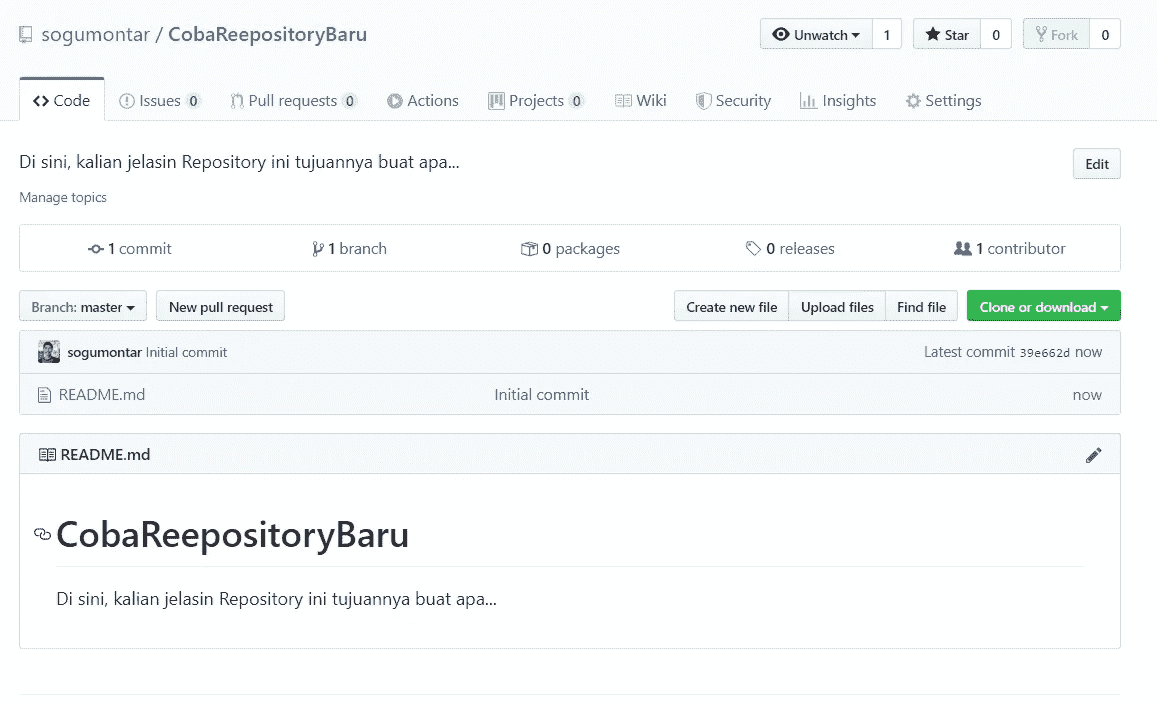 sogumontar / CobaReepositoryBaru Unwatch 1 Star 0 Fork 0
Code Issues 0 Pull requests 0 Actions Projects 0 Wiki Security Insights Settings
Di sini, kalian jelasin Repository ini tujuannya buat apa... Edit
Manage topics
1 commit 1 branch 0 packages 0 releases 1 contributor
Branch: master New pull request Create new file Upload files Find file Clone or download
sogumontar Initial commit Latest commit 39e662d now
README.md Initial commit now
README.md
CobaReepositoryBaru
Di sini, kalian jelasin Repository ini tujuannya buat apa...